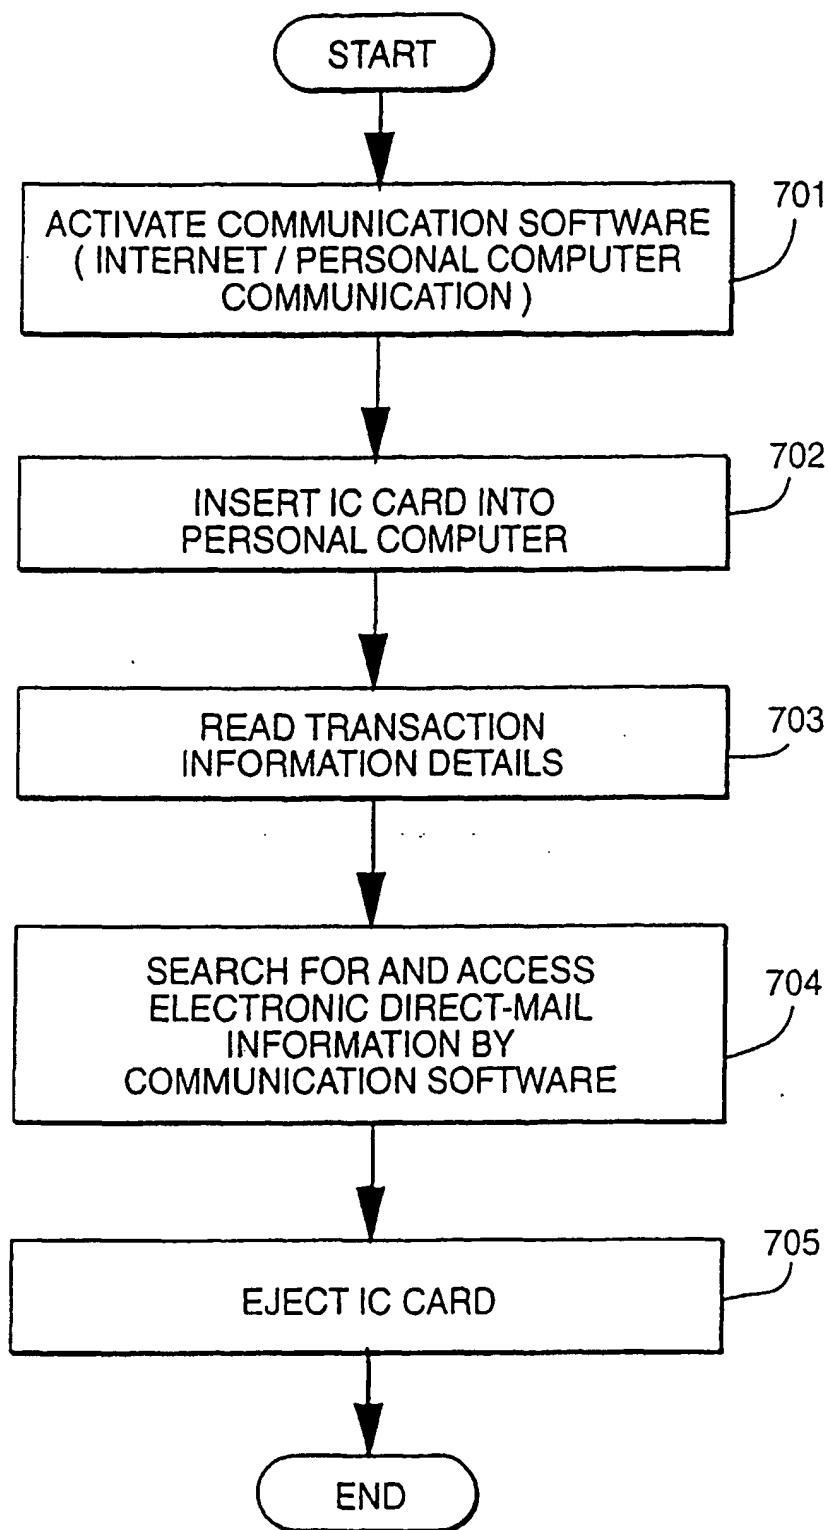 START
701
ACTIVATE COMMUNICATION SOFTWARE
( INTERNET / PERSONAL COMPUTER
COMMUNICATION )
702
INSERT IC CARD INTO
PERSONAL COMPUTER
703
READ TRANSACTION
INFORMATION DETAILS
704
SEARCH FOR AND ACCESS
ELECTRONIC DIRECT-MAIL
INFORMATION BY
COMMUNICATION SOFTWARE
705
EJECT IC CARD
END